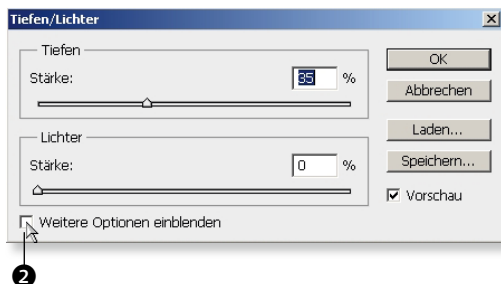 Tiefen/Lichter
Tiefen
Stärke:
35 %
Lichter
Stärke:
0 %
Weitere Optionen einblenden
OK
Abbrechen
Laden...
Speichern...
Vorschau
2